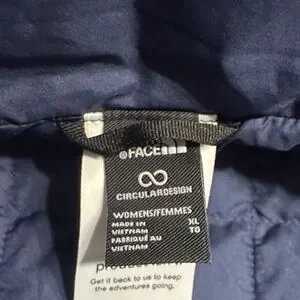 FACE
CIRCULARDESIGN
WOMENS/FEMMES
MADE IN XL
VIETNAM TG
FABRIQUÉ AU
VIETNAM
Get it back to us to keep
the adventures going.